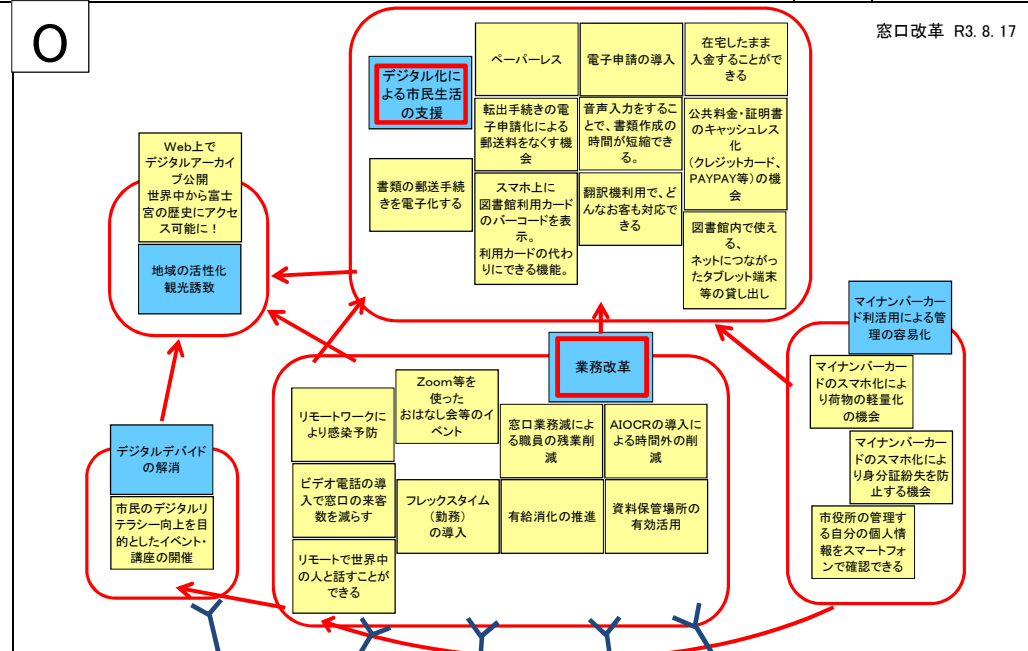 O
窓口改革 R3.8.17
デジタル化に
よる市民生活
の支援
ペーパーレス
電子申請の導入
在宅したまま
入金することがで
きる
転出手続きの電
子申請化による
郵送料をなくす機
会
音声入力をするこ
とで、書類作成の
時間が短縮でき
る。
公共料金・証明書
のキャッシュレス
化
(クレジットカード、
PAYPAY等)の機
会
書類の郵送手続
きを電子化する
スマホ上に
図書館利用カード
のバーコードを表
示。
利用カードの代わ
りにできる機能。
翻訳機利用で、ど
んなお客も対応で
きる
図書館内で使え
る、
ネットにつながっ
たタブレット端末
等の貸し出し
Web上で
デジタルアーカイ
ブ公開
世界中から富士
宮の歴史にアクセ
ス可能に！
地域の活性化
観光誘致
マイナンバーカー
ド利活用による管
理の容易化
マイナンバーカー
ドのスマホ化によ
り荷物の軽量化
の機会
マイナンバーカー
ドのスマホ化によ
り身分証紛失を防
止する機会
市役所の管理す
る自分の個人情
報をスマートフォ
ンで確認できる
業務改革
リモートワークに
より感染予防
Zoom等を
使った
おはなし会等のイ
ベント
窓口業務減によ
る職員の残業削
減
AIOCRの導入に
よる時間外の削
減
ビデオ電話の導
入で窓口の来客
数を減らす
フレックスタイム
(勤務)
の導入
有給消化の推進
資料保管場所の
有効活用
リモートで世界中
の人と話すことが
できる
デジタルデバイド
の解消
市民のデジタルリ
テラシー向上を目
的としたイベント・
講座の開催